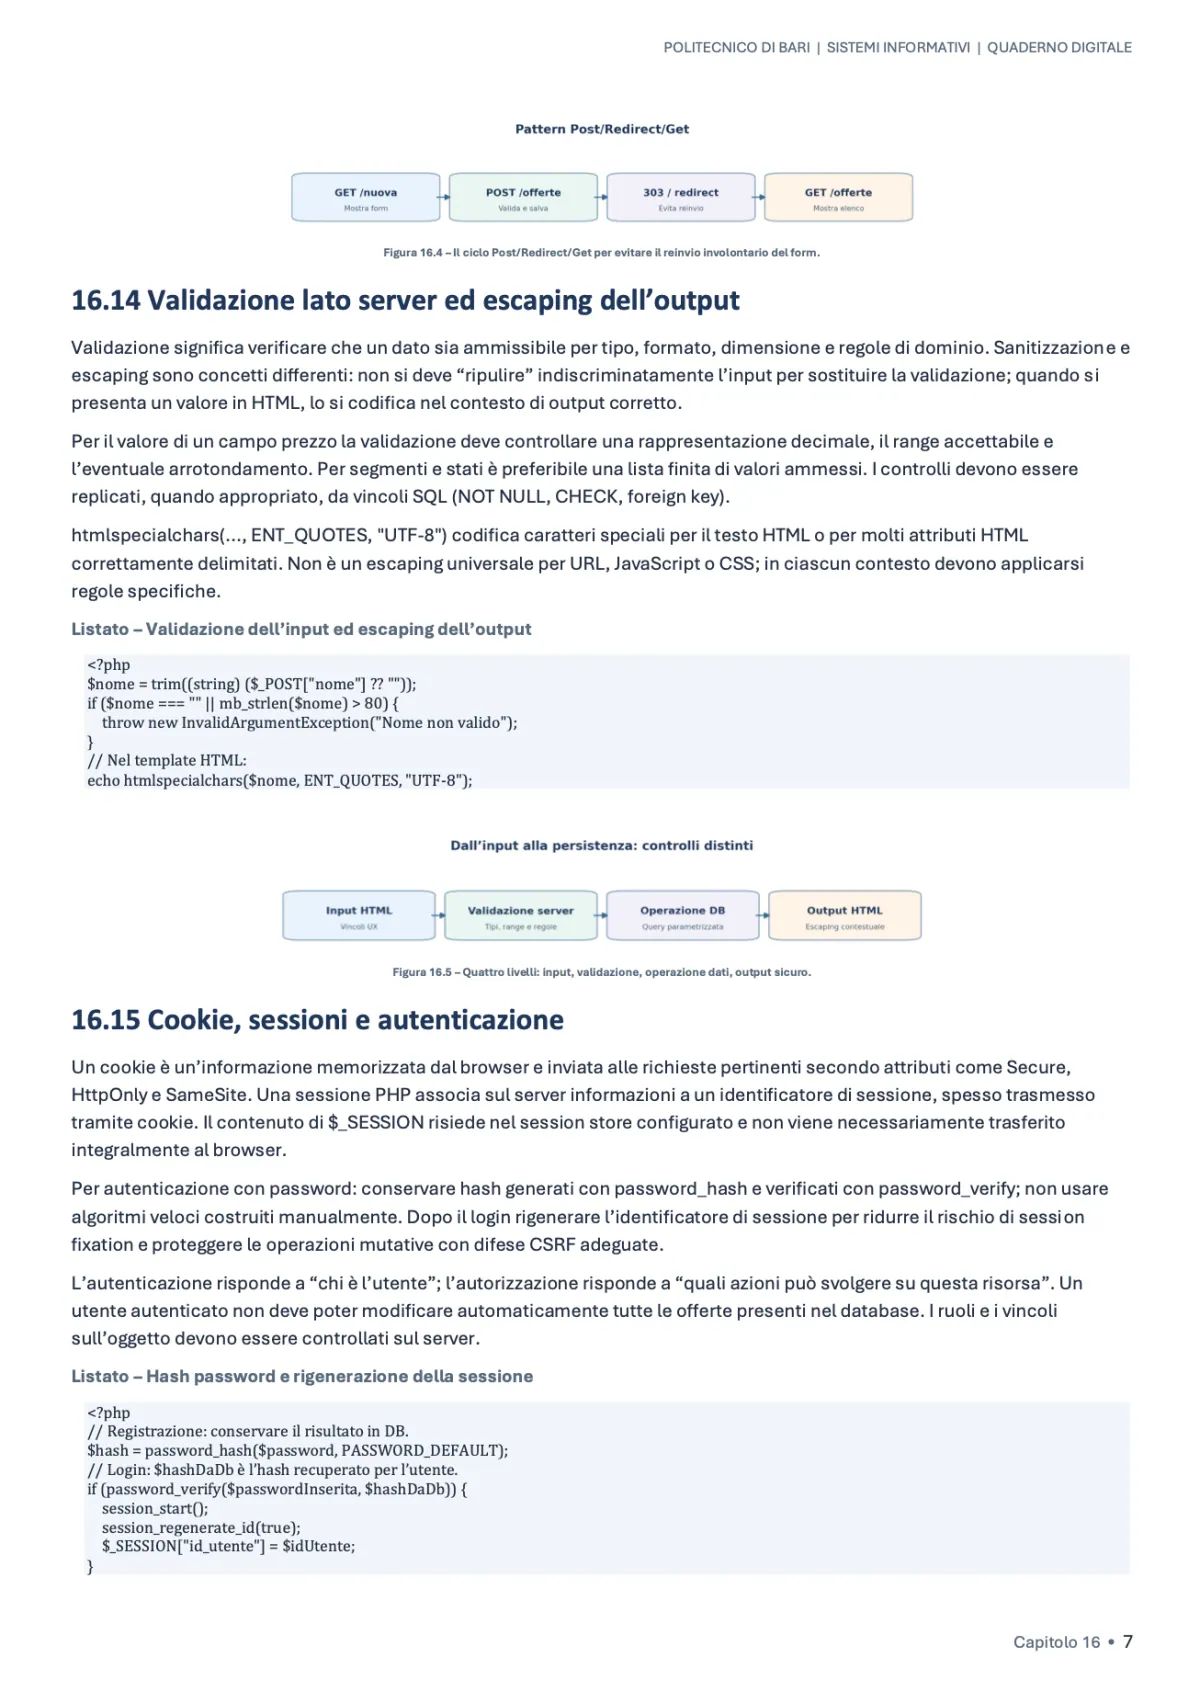 POLITECNICO DI BARI | SISTEMI INFORMATIVI | QUADERNO DIGITALE
Pattern Post/Redirect/Get
GET /nuova
Mostra form
POST /offerte
Valida e salva
303 / redirect
Evita reinvio
GET /offerte
Mostra elenco
Figura 16.4 – Il ciclo Post/Redirect/Get per evitare il reinvio involontario del form.
16.14 Validazione lato server ed escaping dell’output
Validazione significa verificare che un dato sia ammissibile per tipo, formato, dimensione e regole di dominio. Sanitizzazione e
escaping sono concetti differenti: non si deve “ripulire” indiscriminatamente l’input per sostituire la validazione; quando si
presenta un valore in HTML, lo si codifica nel contesto di output corretto.
Per il valore di un campo prezzo la validazione deve controllare una rappresentazione decimale, il range accettabile e
l’eventuale arrotondamento. Per segmenti e stati è preferibile una lista finita di valori ammessi. I controlli devono essere
replicati, quando appropriato, da vincoli SQL (NOT NULL, CHECK, foreign key).
htmlspecialchars(..., ENT_QUOTES, "UTF-8") codifica caratteri speciali per il testo HTML o per molti attributi HTML
correttamente delimitati. Non è un escaping universale per URL, JavaScript o CSS; in ciascun contesto devono applicarsi
regole specifiche.
Listato – Validazione dell’input ed escaping dell’output
<?php
$nome = trim((string) ($_POST["nome"] ?? ""));
if ($nome === "" || mb_strlen($nome) > 80) {
    throw new InvalidArgumentException("Nome non valido");
}
// Nel template HTML:
echo htmlspecialchars($nome, ENT_QUOTES, "UTF-8");
Dall’input alla persistenza: controlli distinti
Input HTML
Vincoli UX
Validazione server
Tipi, range e regole
Operazione DB
Query parametrizzata
Output HTML
Escaping contestuale
Figura 16.5 – Quattro livelli: input, validazione, operazione dati, output sicuro.
16.15 Cookie, sessioni e autenticazione
Un cookie è un’informazione memorizzata dal browser e inviata alle richieste pertinenti secondo attributi come Secure,
HttpOnly e SameSite. Una sessione PHP associa sul server informazioni a un identificatore di sessione, spesso trasmesso
tramite cookie. Il contenuto di $_SESSION risiede nel session store configurato e non viene necessariamente trasferito
integralmente al browser.
Per autenticazione con password: conservare hash generati con password_hash e verificati con password_verify; non usare
algoritmi veloci costruiti manualmente. Dopo il login rigenerare l’identificatore di sessione per ridurre il rischio di session
fixation e proteggere le operazioni mutative con difese CSRF adeguate.
L’autenticazione risponde a “chi è l’utente”; l’autorizzazione risponde a “quali azioni può svolgere su questa risorsa”. Un
utente autenticato non deve poter modificare automaticamente tutte le offerte presenti nel database. I ruoli e i vincoli
sull’oggetto devono essere controllati sul server.
Listato – Hash password e rigenerazione della sessione
<?php
// Registrazione: conservare il risultato in DB.
$hash = password_hash($password, PASSWORD_DEFAULT);
// Login: $hashDaDb è l’hash recuperato per l’utente.
if (password_verify($passwordInserita, $hashDaDb)) {
    session_start();
    session_regenerate_id(true);
    $_SESSION["id_utente"] = $idUtente;
}
Capitolo 16 • 7